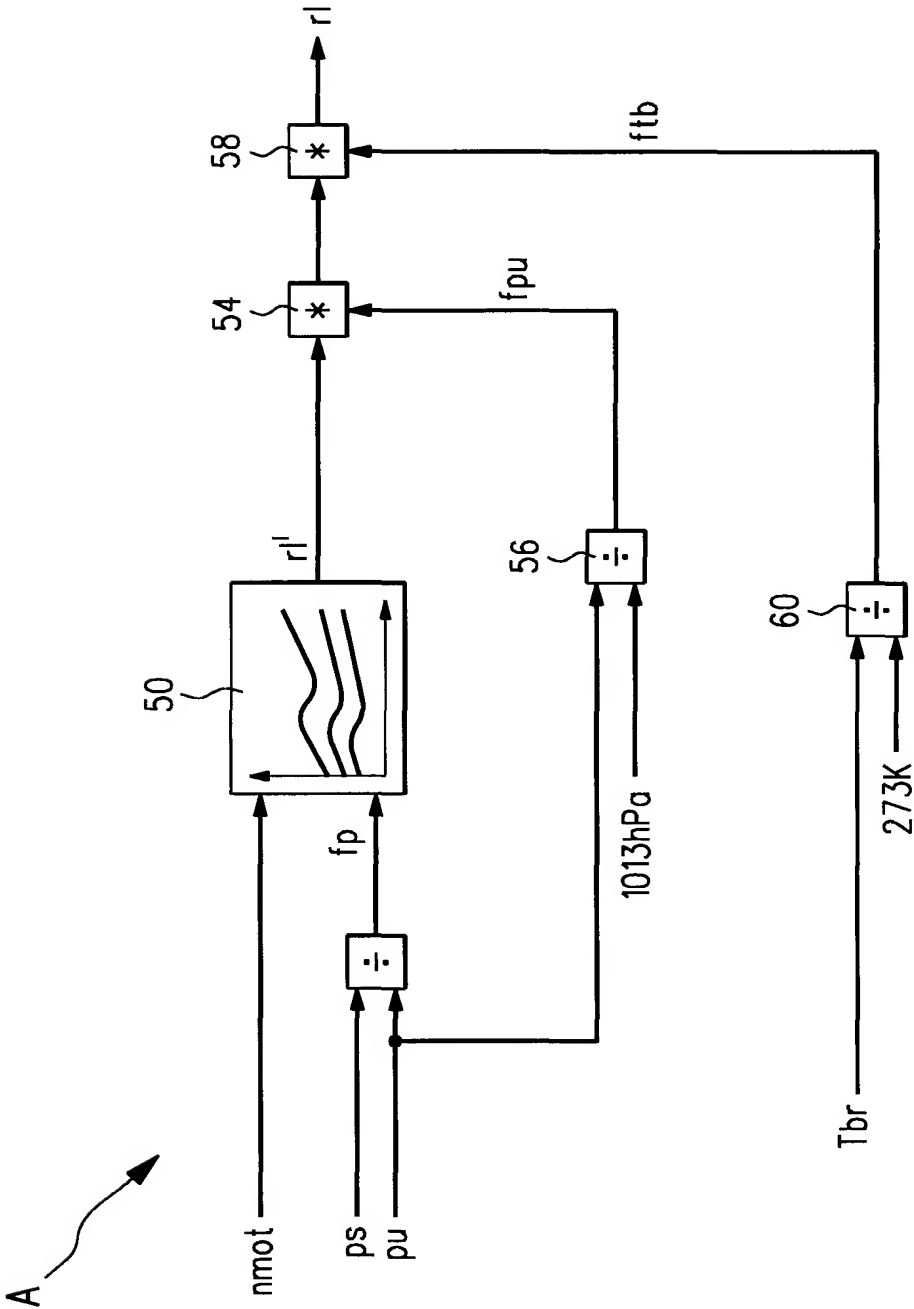 A
50
54
58
nmot
rl'
*
*
rl
fp
ps
÷
pu
56
fpu
÷
1013hPa
ftb
60
Tbr
÷
273K